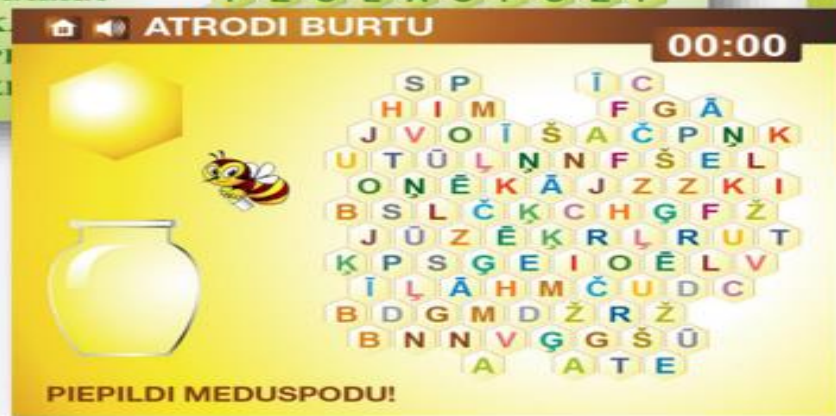 ATRODI BURTU
00:00
S P Ī C
H I M F G Ā
J V O Ī Š A Č P Ņ K
U T Ū Ļ Ņ N F Š E L
O Ņ Ē K Ā J Z Z K I
B S L Č Ķ C H Ģ F Ž
J Ū Z Ē Ķ R Ļ R U T
Ķ P S Ģ E I O Ē L V
Ī Ļ Ā H M Č U D C
B D G M D Ž R Ž
B N N V Ģ G Š Ū
A A T E
PIEPILDI MEDUSPODU!